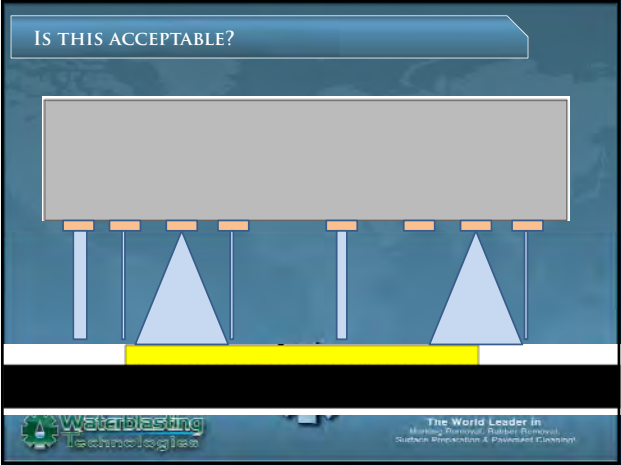 Is this acceptable?
Waterblasting
Technologies
The World Leader in
Marking Removal, Rubber Removal,
Surface Preparation & Pavement Cleaning!